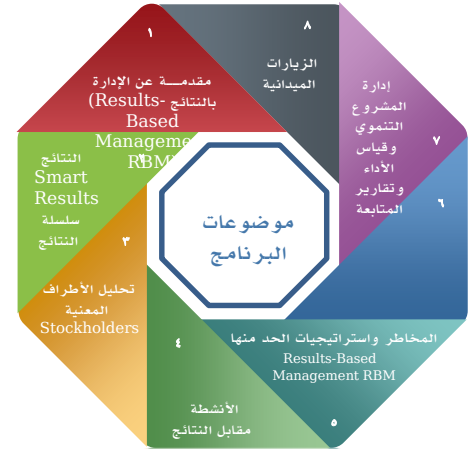 ١
مقدمـــة عن الإدارة
بالنتائج (Results-
Based
Management
RBM)
٢
النتائج
Smart
Results
سلسلة
النتائج
٣
تحليل الأطراف
المعنية
Stockholders
٤
الأنشطة
مقابل النتائج
المخاطر واستراتيجيات الحد منها
Results-Based
Management RBM
٥
٦
٧
إدارة
المشروع
التنموي
وقياس
الأداء
وتقارير
المتابعة
٨
الزيارات
الميدانية
موضوعات
البرنامج